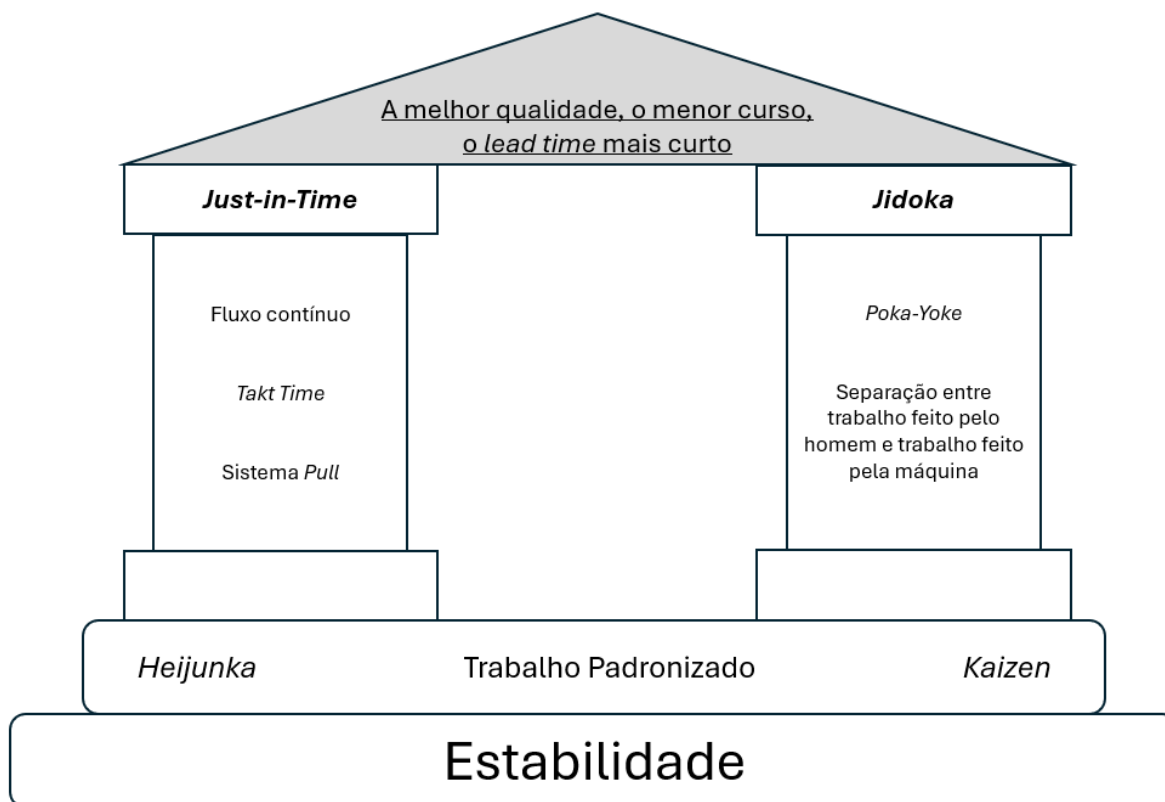 A melhor qualidade, o menor curso,
o lead time mais curto
Just-in-Time
Jidoka
Fluxo contínuo
Takt Time
Sistema Pull
Poka-Yoke
Separação entre
trabalho feito pelo
homem e trabalho feito
pela máquina
Heijunka
Trabalho Padronizado
Kaizen
Estabilidade